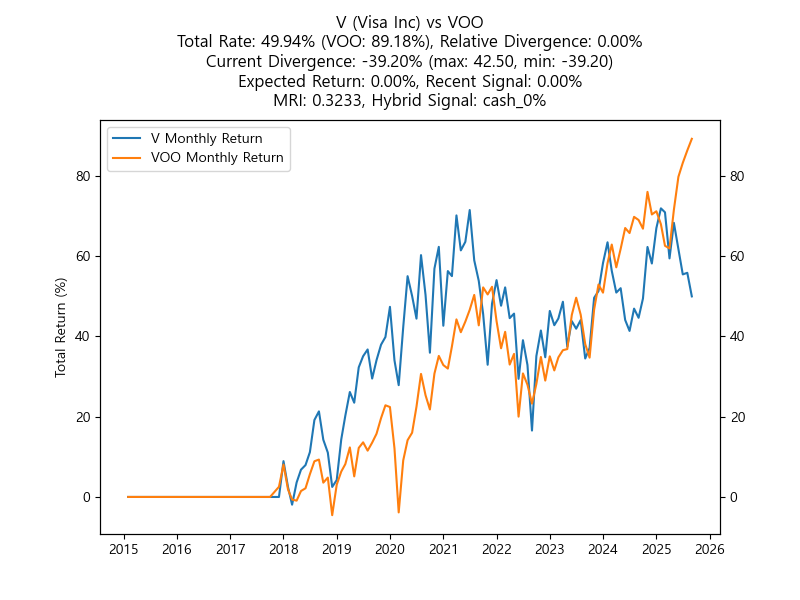 V (Visa Inc) vs VOO
Total Rate: 49.94% (VOO: 89.18%), Relative Divergence: 0.00%
Current Divergence: -39.20% (max: 42.50, min: -39.20)
Expected Return: 0.00%, Recent Signal: 0.00%
MRI: 0.3233, Hybrid Signal: cash_0%
V Monthly Return
VOO Monthly Return
Total Return (%)
80
60
40
20
0
80
60
40
20
0
2015 2016 2017 2018 2019 2020 2021 2022 2023 2024 2025 2026